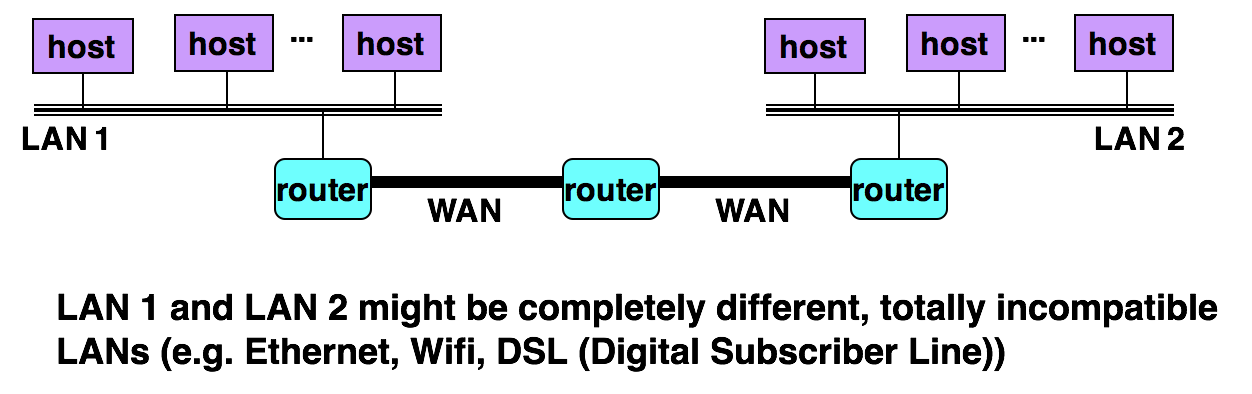 host host ... host host host ... host
LAN 1 LAN 2
router router router
WAN WAN
LAN 1 and LAN 2 might be completely different, totally incompatible
LANs (e.g. Ethernet, Wifi, DSL (Digital Subscriber Line))